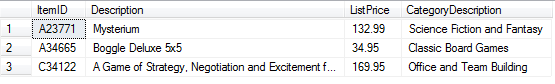 ItemID Description ListPrice CategoryDescription
1 A23771 Mysterium 132.99 Science Fiction and Fantasy
2 A34665 Boggle Deluxe 5x5 34.95 Classic Board Games
3 C34122 A Game of Strategy, Negotiation and Excitement f... 169.95 Office and Team Building